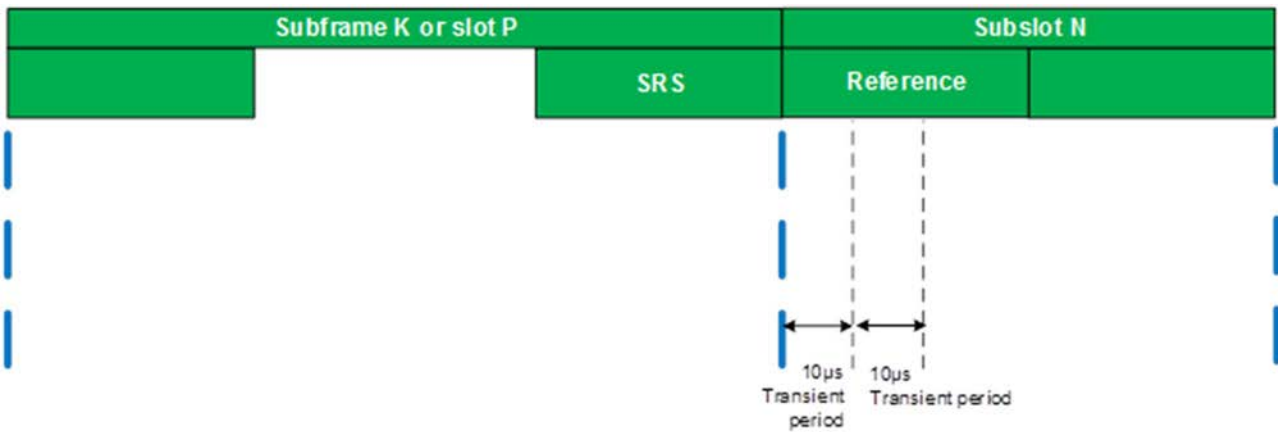 Subframe K or slot P
Subslot N
SRS
Reference
10µs
Transient
period
10µs
Transient period